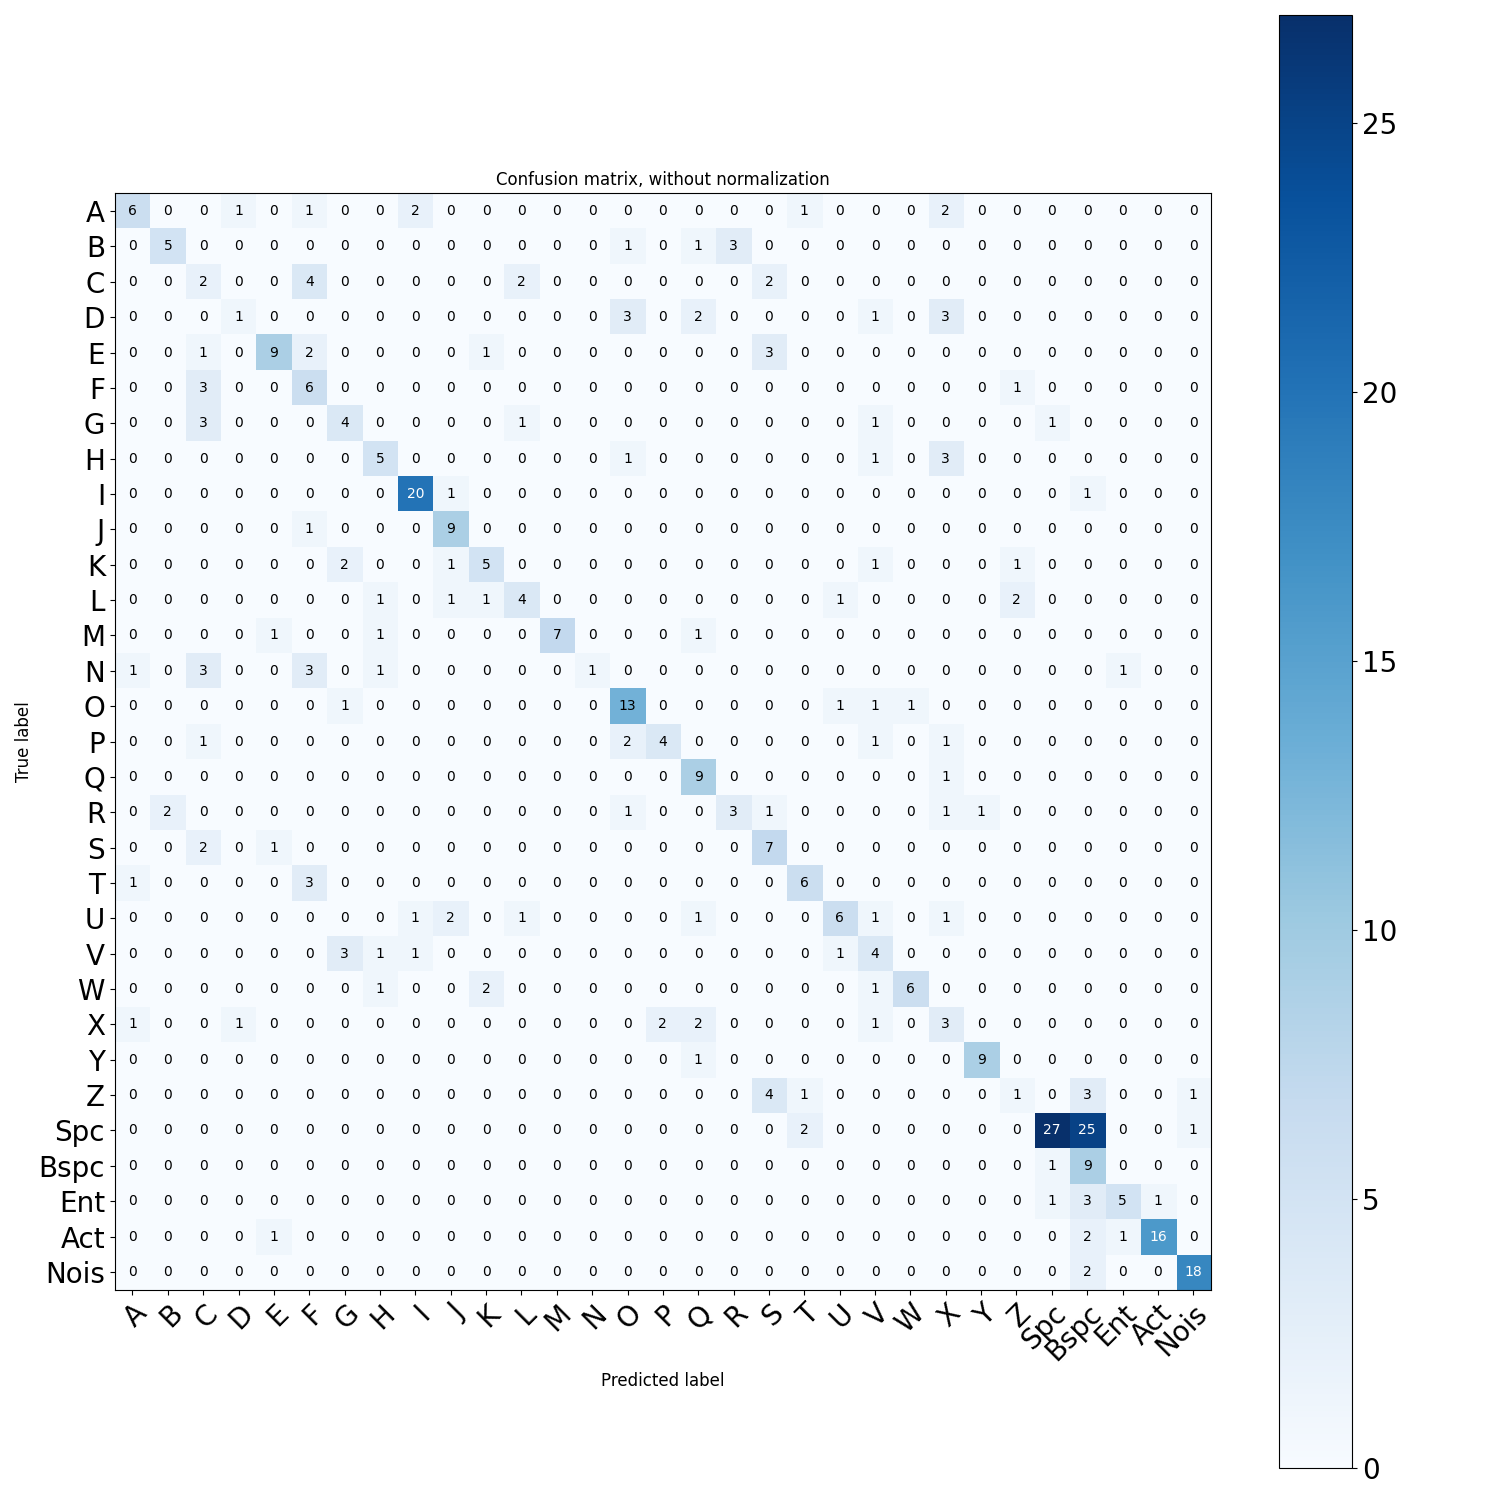 Confusion matrix, without normalization
A 6 0 0 1 0 1 0 0 2 0 0 0 0 0 0 0 0 0 0 1 0 0 0 2 0 0 0 0 0 0 0
B 0 5 0 0 0 0 0 0 0 0 0 0 0 0 1 0 1 3 0 0 0 0 0 0 0 0 0 0 0 0 0
C 0 0 2 0 0 4 0 0 0 0 0 2 0 0 0 0 0 0 2 0 0 0 0 0 0 0 0 0 0 0 0
D 0 0 0 1 0 0 0 0 0 0 0 0 0 0 3 0 2 0 0 0 0 1 0 3 0 0 0 0 0 0 0
E 0 0 1 0 9 2 0 0 0 0 1 0 0 0 0 0 0 0 3 0 0 0 0 0 0 0 0 0 0 0 0
F 0 0 3 0 0 6 0 0 0 0 0 0 0 0 0 0 0 0 0 0 0 0 0 0 0 1 0 0 0 0 0
G 0 0 3 0 0 0 4 0 0 0 0 1 0 0 0 0 0 0 0 0 0 1 0 0 0 0 1 0 0 0 0
H 0 0 0 0 0 0 0 5 0 0 0 0 0 0 1 0 0 0 0 0 0 1 0 3 0 0 0 0 0 0 0
I 0 0 0 0 0 0 0 0 20 1 0 0 0 0 0 0 0 0 0 0 0 0 0 0 0 0 0 1 0 0 0
J 0 0 0 0 0 1 0 0 0 9 0 0 0 0 0 0 0 0 0 0 0 0 0 0 0 0 0 0 0 0 0
K 0 0 0 0 0 0 2 0 0 1 5 0 0 0 0 0 0 0 0 0 0 1 0 0 0 1 0 0 0 0 0
L 0 0 0 0 0 0 0 1 0 1 1 4 0 0 0 0 0 0 0 0 1 0 0 0 0 2 0 0 0 0 0
M 0 0 0 0 1 0 0 1 0 0 0 0 7 0 0 0 1 0 0 0 0 0 0 0 0 0 0 0 0 0 0
N 1 0 3 0 0 3 0 1 0 0 0 0 0 1 0 0 0 0 0 0 0 0 0 0 0 0 0 0 1 0 0
O 0 0 0 0 0 0 1 0 0 0 0 0 0 0 13 0 0 0 0 0 1 1 1 0 0 0 0 0 0 0 0
P 0 0 1 0 0 0 0 0 0 0 0 0 0 0 2 4 0 0 0 0 0 1 0 1 0 0 0 0 0 0 0
Q 0 0 0 0 0 0 0 0 0 0 0 0 0 0 0 0 9 0 0 0 0 0 0 1 0 0 0 0 0 0 0
R 0 2 0 0 0 0 0 0 0 0 0 0 0 0 1 0 0 3 1 0 0 0 0 1 1 0 0 0 0 0 0
S 0 0 2 0 1 0 0 0 0 0 0 0 0 0 0 0 0 0 7 0 0 0 0 0 0 0 0 0 0 0 0
T 1 0 0 0 0 3 0 0 0 0 0 0 0 0 0 0 0 0 0 6 0 0 0 0 0 0 0 0 0 0 0
U 0 0 0 0 0 0 0 0 1 2 0 1 0 0 0 0 1 0 0 0 6 1 0 1 0 0 0 0 0 0 0
V 0 0 0 0 0 0 3 1 1 0 0 0 0 0 0 0 0 0 0 0 1 4 0 0 0 0 0 0 0 0 0
W 0 0 0 0 0 0 0 1 0 0 2 0 0 0 0 0 0 0 0 0 0 1 6 0 0 0 0 0 0 0 0
X 1 0 0 1 0 0 0 0 0 0 0 0 0 0 0 2 2 0 0 0 0 1 0 3 0 0 0 0 0 0 0
Y 0 0 0 0 0 0 0 0 0 0 0 0 0 0 0 0 1 0 0 0 0 0 0 0 9 0 0 0 0 0 0
Z 0 0 0 0 0 0 0 0 0 0 0 0 0 0 0 0 0 0 4 1 0 0 0 0 0 1 0 3 0 0 1
Spc 0 0 0 0 0 0 0 0 0 0 0 0 0 0 0 0 0 0 0 2 0 0 0 0 0 0 27 25 0 0 1
Bspc 0 0 0 0 0 0 0 0 0 0 0 0 0 0 0 0 0 0 0 0 0 0 0 0 0 0 1 9 0 0 0
Ent 0 0 0 0 0 0 0 0 0 0 0 0 0 0 0 0 0 0 0 0 0 0 0 0 0 0 1 3 5 1 0
Act 0 0 0 0 1 0 0 0 0 0 0 0 0 0 0 0 0 0 0 0 0 0 0 0 0 0 0 2 1 16 0
Nois 0 0 0 0 0 0 0 0 0 0 0 0 0 0 0 0 0 0 0 0 0 0 0 0 0 0 0 2 0 0 18
A B C D E F G H I J K L M N O P Q R S T U V W X Y Z Spc Bspc Ent Act Nois
Predicted label
True label
25
20
15
10
5
0